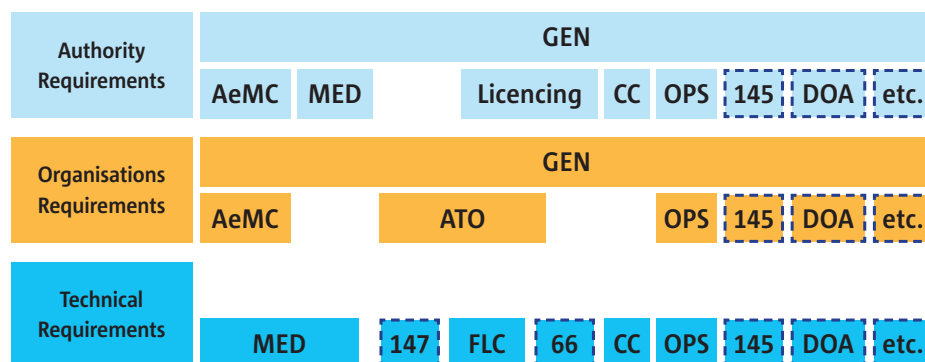 GEN
Authority
Requirements
AeMC MED Licencing CC OPS 145 DOA etc.
GEN
Organisations
Requirements
AeMC ATO OPS 145 DOA etc.
Technical
Requirements
MED 147 FLC 66 CC OPS 145 DOA etc.